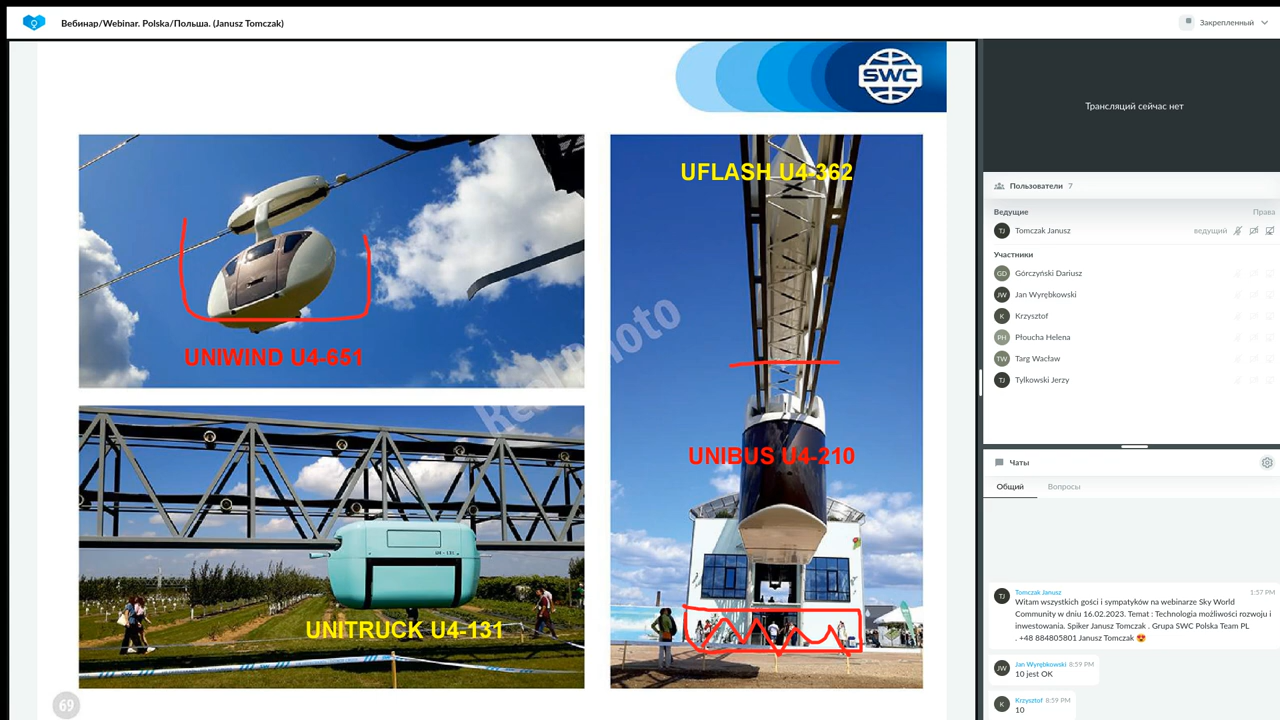 Вебинар/Webinar. Polska/Польша. (Janusz Tomczak)
Закрепленный
SWC
UNIWIND U4-651
UFLASH U4-362
UNIBUS U4-210
UNITRUCK U4-131
U4 - 131
69
Трансляций сейчас нет
Пользователи 7
Ведущие Права
TJ Tomczak Janusz ведущий
Участники
GD Górczyński Dariusz
JW Jan Wyrębkowski
K Krzysztof
PH Płoucha Helena
TW Targ Wacław
TJ Tylkowski Jerzy
Чаты
Общий Вопросы
TJ Tomczak Janusz 1:57 PM
Witam wszystkich gości i sympatyków na webinarze Sky World
Community w dniu 16.02.2023. Temat : Technologia możliwości rozwoju i
inwestowania. Spiker Janusz Tomczak . Grupa SWC Polska Team PL
. +48 884805801 Janusz Tomczak 😍
JW Jan Wyrębkowski 8:59 PM
10 jest OK
K Krzysztof 8:59 PM
10